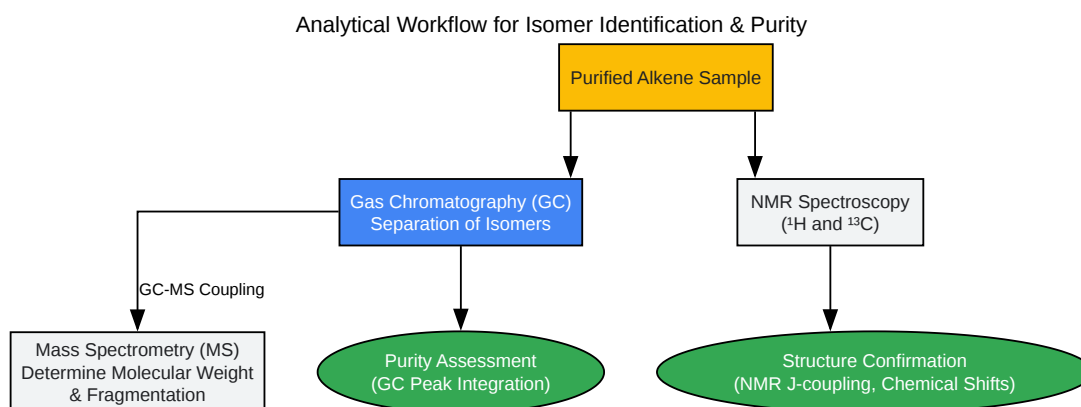 Analytical Workflow for Isomer Identification & Purity
Purified Alkene Sample
Gas Chromatography (GC)
Separation of Isomers
NMR Spectroscopy
(¹H and ¹³C)
GC-MS Coupling
Mass Spectrometry (MS)
Determine Molecular Weight
& Fragmentation
Purity Assessment
(GC Peak Integration)
Structure Confirmation
(NMR J-coupling, Chemical Shifts)